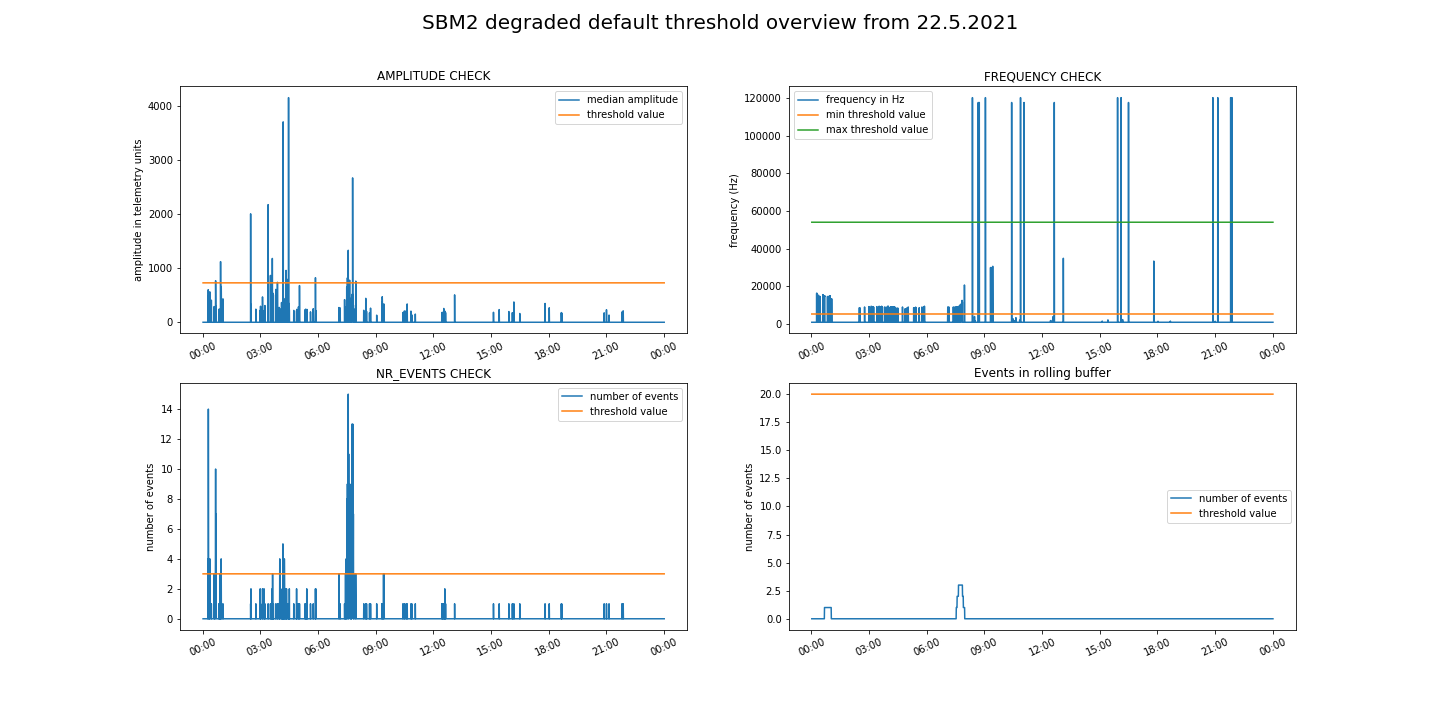 SBM2 degraded default threshold overview from 22.5.2021
AMPLITUDE CHECK
amplitude in telemetry units
4000
3000
2000
1000
0
median amplitude
threshold value
00:00 03:00 06:00 09:00 12:00 15:00 18:00 21:00 00:00
FREQUENCY CHECK
frequency (Hz)
120000
100000
80000
60000
40000
20000
0
frequency in Hz
min threshold value
max threshold value
00:00 03:00 06:00 09:00 12:00 15:00 18:00 21:00 00:00
NR_EVENTS CHECK
number of events
14
12
10
8
6
4
2
0
number of events
threshold value
00:00 03:00 06:00 09:00 12:00 15:00 18:00 21:00 00:00
Events in rolling buffer
number of events
20.0
17.5
15.0
12.5
10.0
7.5
5.0
2.5
0.0
number of events
threshold value
00:00 03:00 06:00 09:00 12:00 15:00 18:00 21:00 00:00